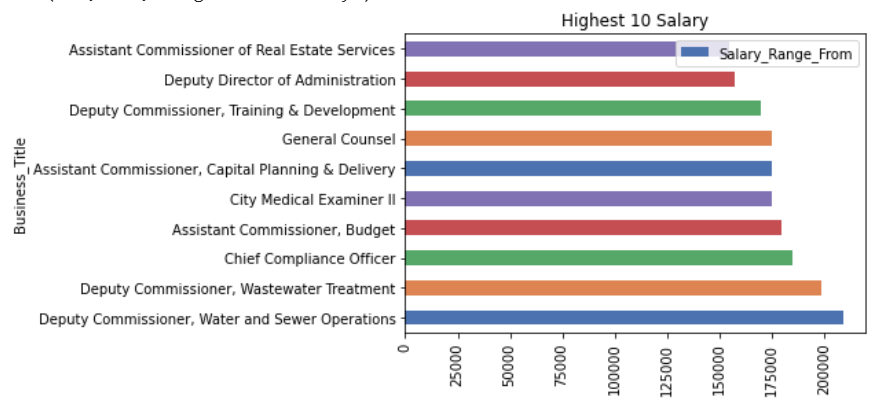 Highest 10 Salary
Salary_Range_From
Business_Title
Assistant Commissioner of Real Estate Services
Deputy Director of Administration
Deputy Commissioner, Training & Development
General Counsel
Assistant Commissioner, Capital Planning & Delivery
City Medical Examiner II
Assistant Commissioner, Budget
Chief Compliance Officer
Deputy Commissioner, Wastewater Treatment
Deputy Commissioner, Water and Sewer Operations
0
25000
50000
75000
100000
125000
150000
175000
200000